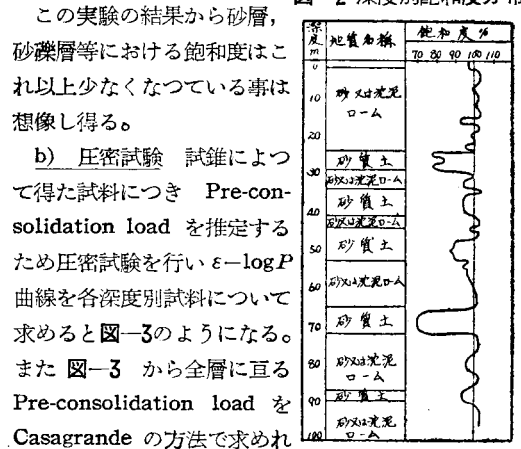 この実験の結果から砂層，
砂礫層等における飽和度はこ
れ以上少なくなつている事は
想像し得る。
b) 圧密試験 試錐によつ
て得た試料につき Pre-con-
solidation load を推定する
ため圧密試験を行い ε—logP
曲線を各深度別試料について
求めると図—3のようになる。
また 図—3 から全層に亘る
Pre-consolidation load を
Casagrande の方法で求めれ
図—2 深度別飽和度分布
深度 m
地質名稱
飽和度 %
70 80 90 100 110
0
10
20
30
40
50
60
70
80
90
100
砂又は沈泥
ローム
砂質土
砂又は沈泥ローム
砂質土
砂又は沈泥ローム
砂質土
砂又は沈泥ローム
砂質土
砂又は沈泥
ローム
砂質土
砂又は沈泥
ローム